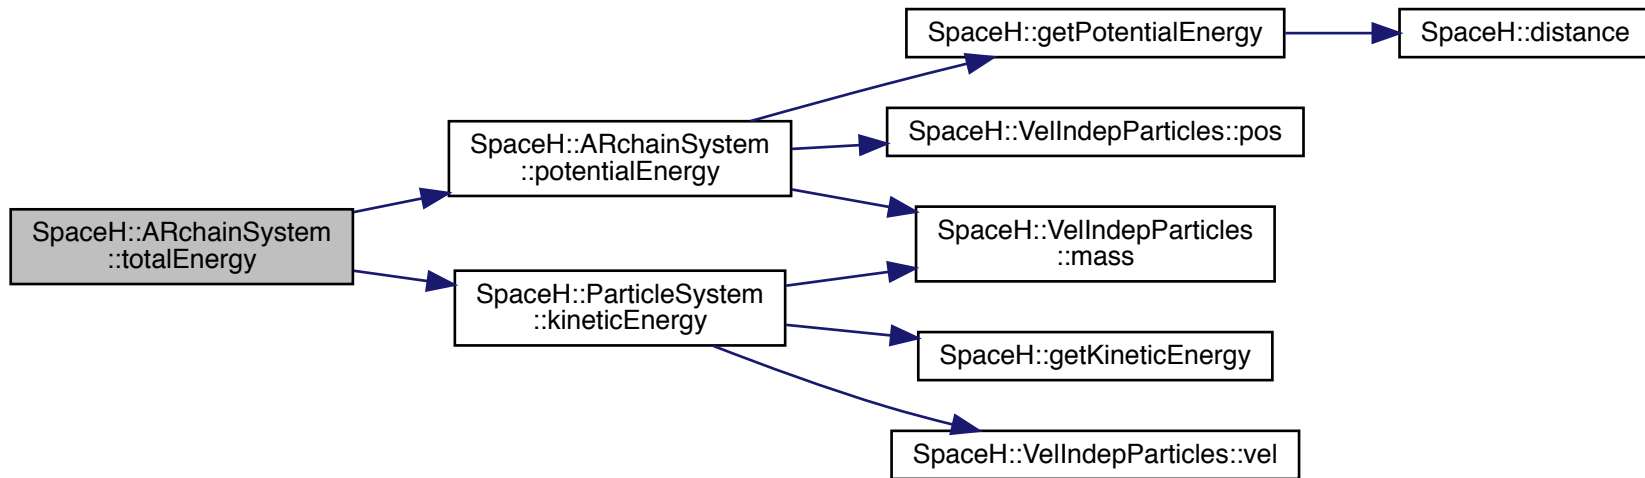 SpaceH::ARchainSystem
::totalEnergy
SpaceH::ARchainSystem
::potentialEnergy
SpaceH::ParticleSystem
::kineticEnergy
SpaceH::getPotentialEnergy
SpaceH::VelIndepParticles::pos
SpaceH::VelIndepParticles
::mass
SpaceH::getKineticEnergy
SpaceH::VelIndepParticles::vel
SpaceH::distance